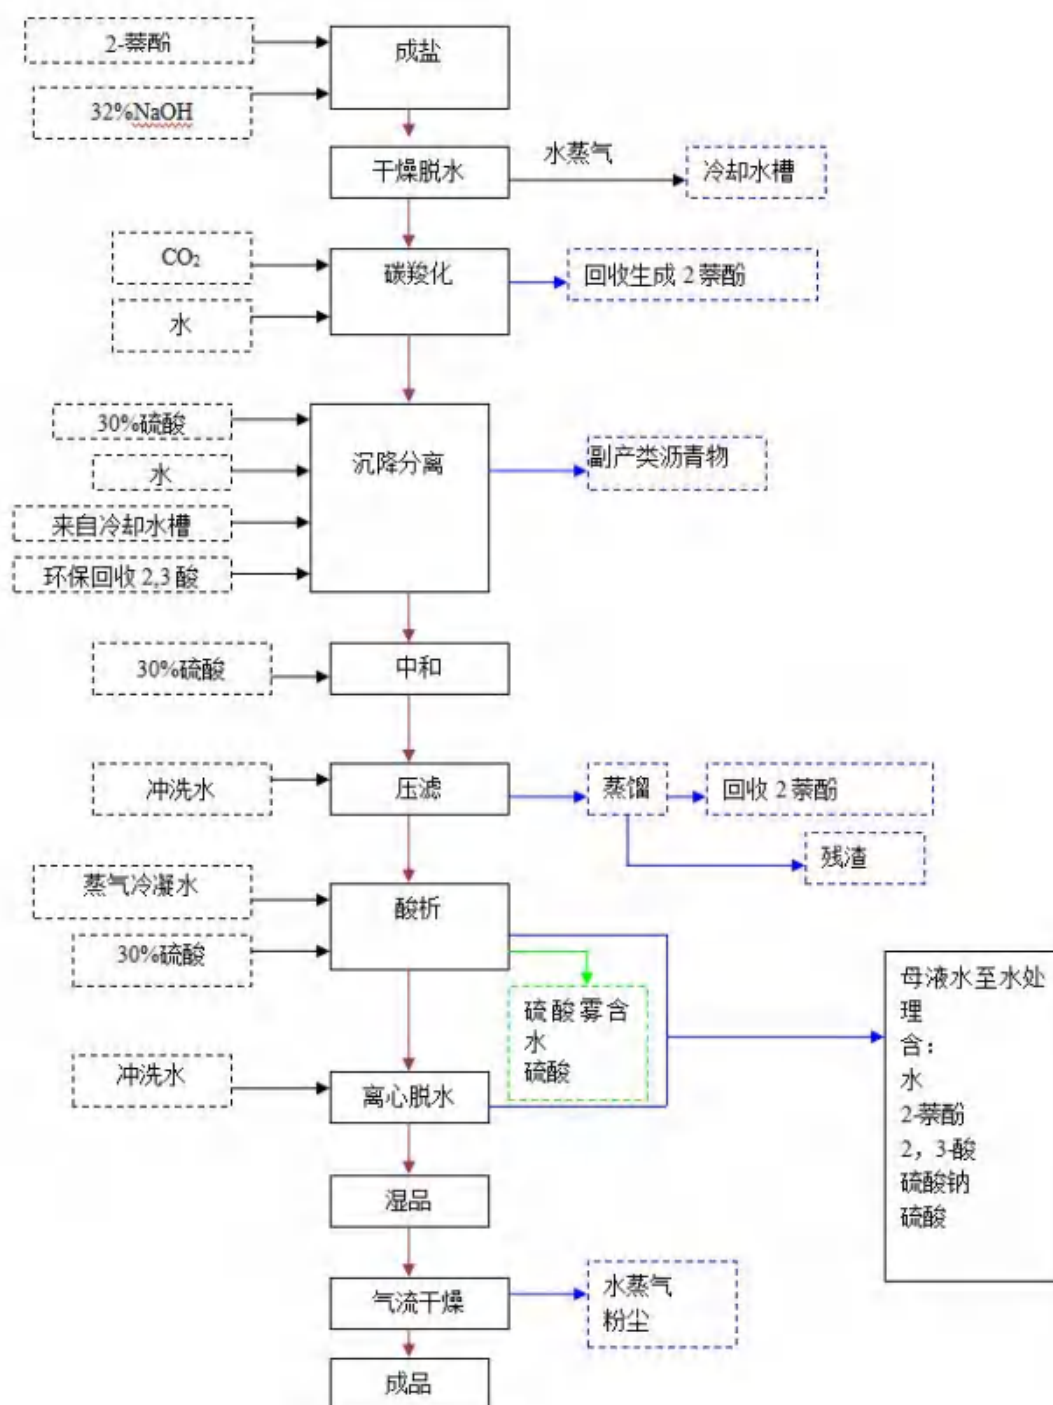 2-萘酚
成盐
32%NaOH
干燥脱水
水蒸气
冷却水槽
CO₂
碳羧化
回收生成 2 萘酚
水
30%硫酸
沉降分离
副产类沥青物
水
来自冷却水槽
环保回收 2,3 酸
30%硫酸
中和
冲洗水
压滤
蒸馏
回收 2 萘酚
残渣
蒸气冷凝水
酸析
30%硫酸
硫酸雾含
水
硫酸
母液水至水处
理
含：
水
2-萘酚
2，3-酸
硫酸钠
硫酸
冲洗水
离心脱水
湿品
气流干燥
水蒸气
粉尘
成品